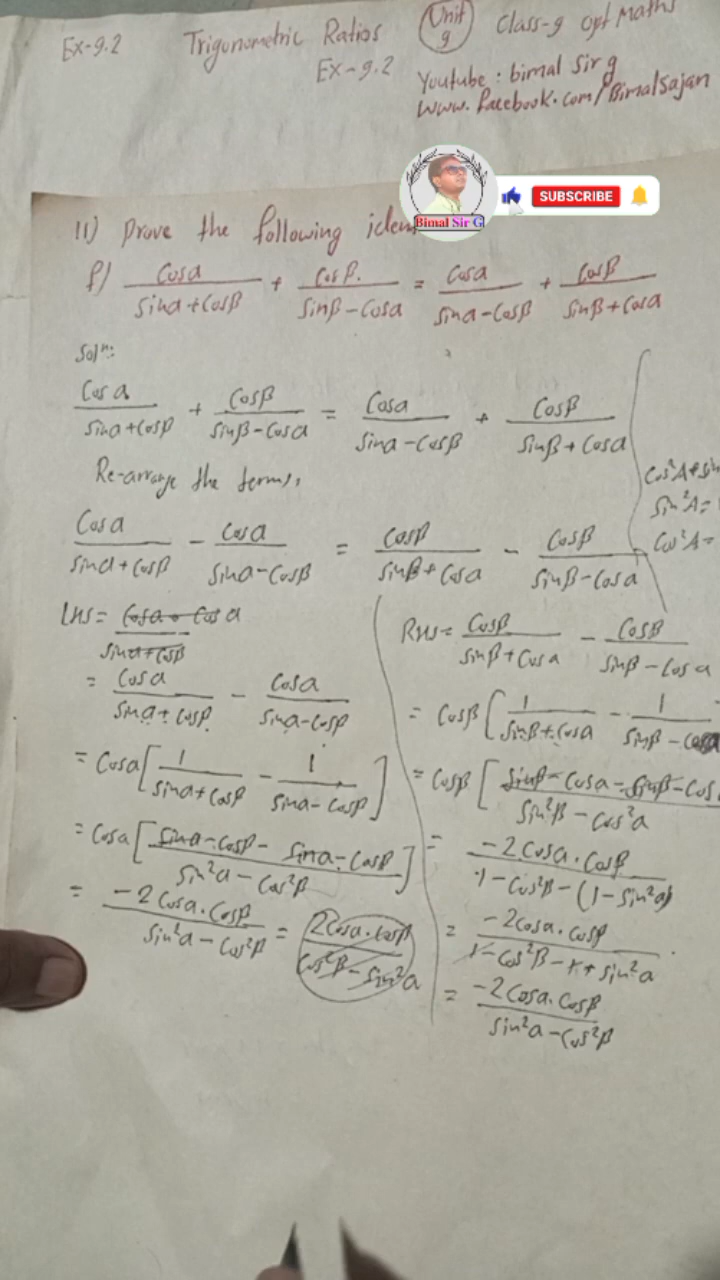 Ex-9.2 Trigonometric Ratios Unit 9 Class-9 opt Maths
Ex-9.2
Youtube : bimal sir g
www.facebook.com/Bimalsajan
SUBSCRIBE
Bimal Sir G
11) prove the following
f) Cosα/(Sinα+Cosβ) + Cosβ/(Sinβ-Cosα) = Cosα/(Sinα-Cosβ) + Cosβ/(Sinβ+Cosα)
Solⁿ:
Cosα/(Sinα+Cosβ) + Cosβ/(Sinβ-Cosα) = Cosα/(Sinα-Cosβ) + Cosβ/(Sinβ+Cosα)
Re-arrange the terms,
Cosα/(Sinα+Cosβ) - Cosα/(Sinα-Cosβ) = Cosβ/(Sinβ+Cosα) - Cosβ/(Sinβ-Cosα)
Sin²A=
Cos²A=
LHS=
= Cosα/(Sinα+Cosβ) - Cosα/(Sinα-Cosβ)
= Cosα[1/(Sinα+Cosβ) - 1/(Sinα-Cosβ)]
= Cosα[(Sinα-Cosβ-Sinα-Cosβ)/(Sin²α-Cos²β)]
= -2Cosα.Cosβ/(Sin²α-Cos²β) = 2Cosα.Cosβ/(Cos²β-Sin²α)
RHS= Cosβ/(Sinβ+Cosα) - Cosβ/(Sinβ-Cosα)
= Cosβ[1/(Sinβ+Cosα) - 1/(Sinβ-Cosα)
= Cosβ[(Sinβ-Cosα-Sinβ-Cos)/(Sin²β-Cos²α)
= -2Cosα.Cosβ/(1-Cos²β-(1-Sin²α))
= -2Cosα.Cosβ/(1-Cos²β-1+Sin²α)
= -2Cosα.Cosβ/(Sin²α-Cos²β)